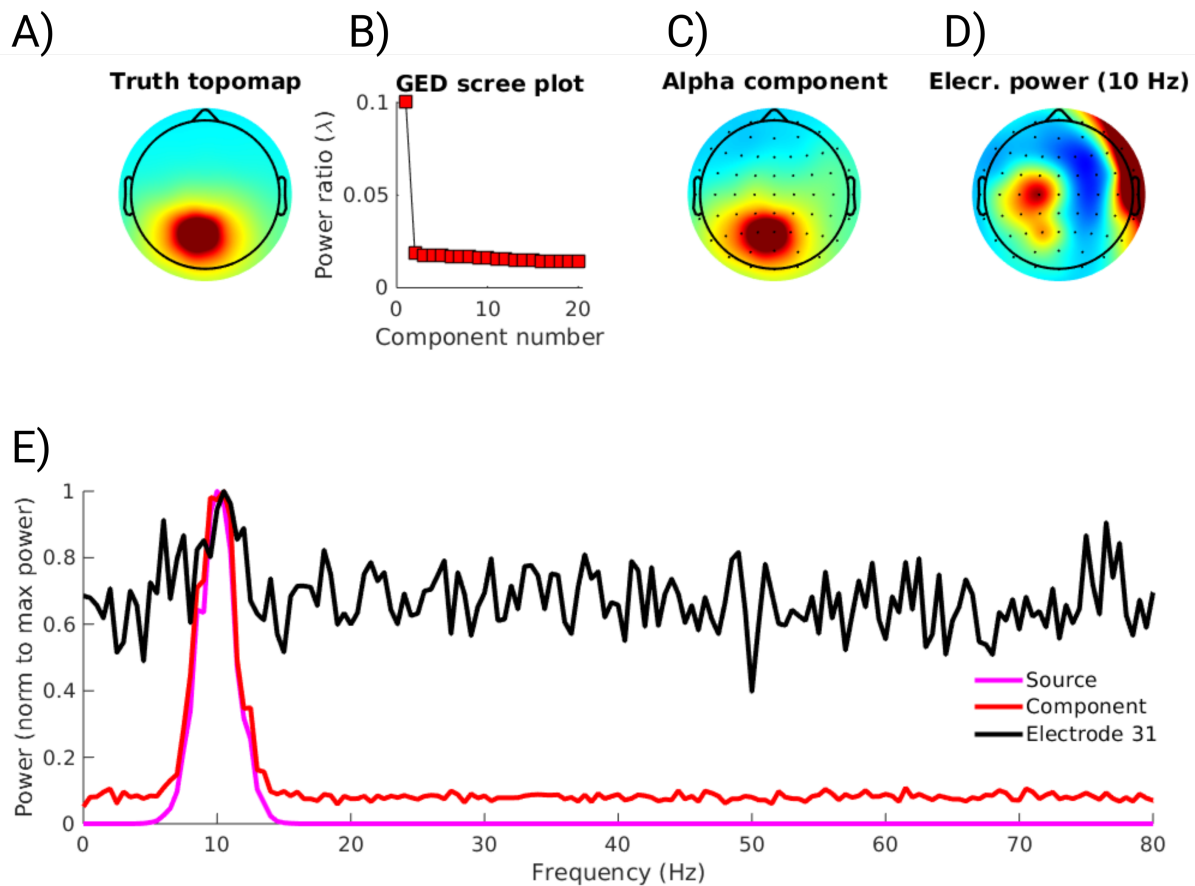 A)
B)
C)
D)
Truth topomap
GED scree plot
Alpha component
Elecr. power (10 Hz)
Power ratio (λ)
0.1
0.05
0
0
10
20
Component number
E)
Power (norm to max power)
1
0.8
0.6
0.4
0.2
0
Source
Component
Electrode 31
0
10
20
30
40
50
60
70
80
Frequency (Hz)